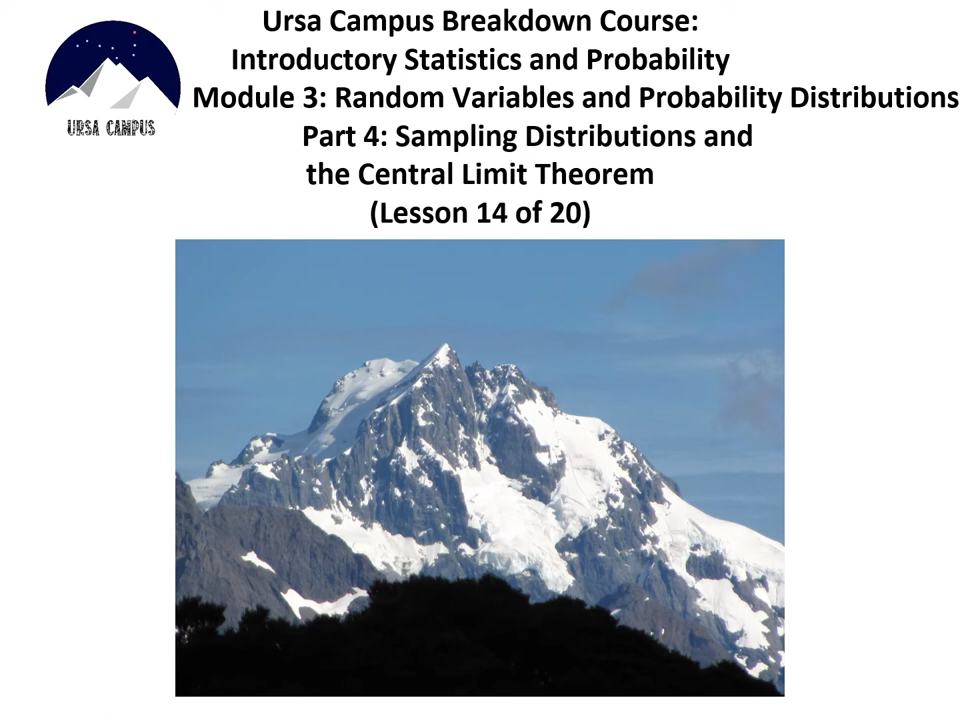 Ursa Campus Breakdown Course:
Introductory Statistics and Probability
Module 3: Random Variables and Probability Distributions
Part 4: Sampling Distributions and
the Central Limit Theorem
(Lesson 14 of 20)
URSA CAMPUS